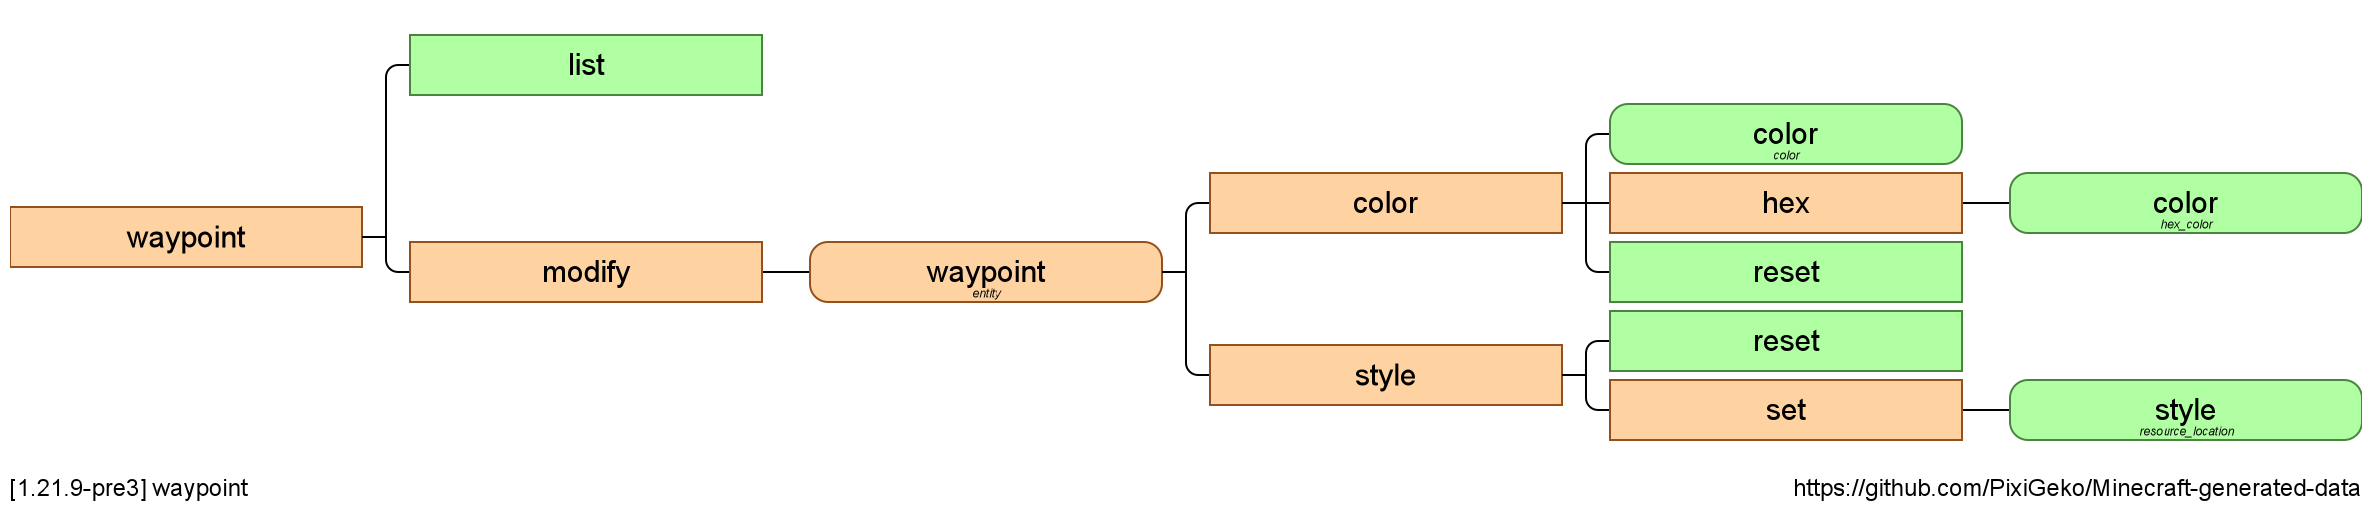 list
color
color
waypoint
color
hex
color
hex_color
modify
waypoint
entity
reset
style
reset
set
style
resource_location
[1.21.9-pre3] waypoint
https://github.com/PixiGeko/Minecraft-generated-data